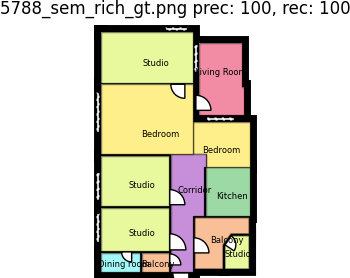 5788_sem_rich_gt.png prec: 100, rec: 100
Studio
Living Room
Bedroom
Bedroom
Studio
Corridor
Kitchen
Studio
Balcony
Studio
Dining room
Balcony